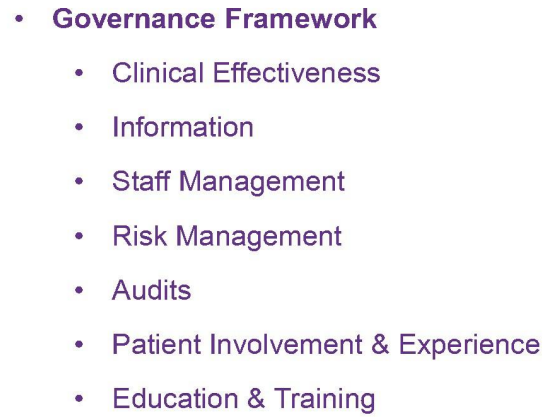 • Governance Framework
• Clinical Effectiveness
• Information
• Staff Management
• Risk Management
• Audits
• Patient Involvement & Experience
• Education & Training